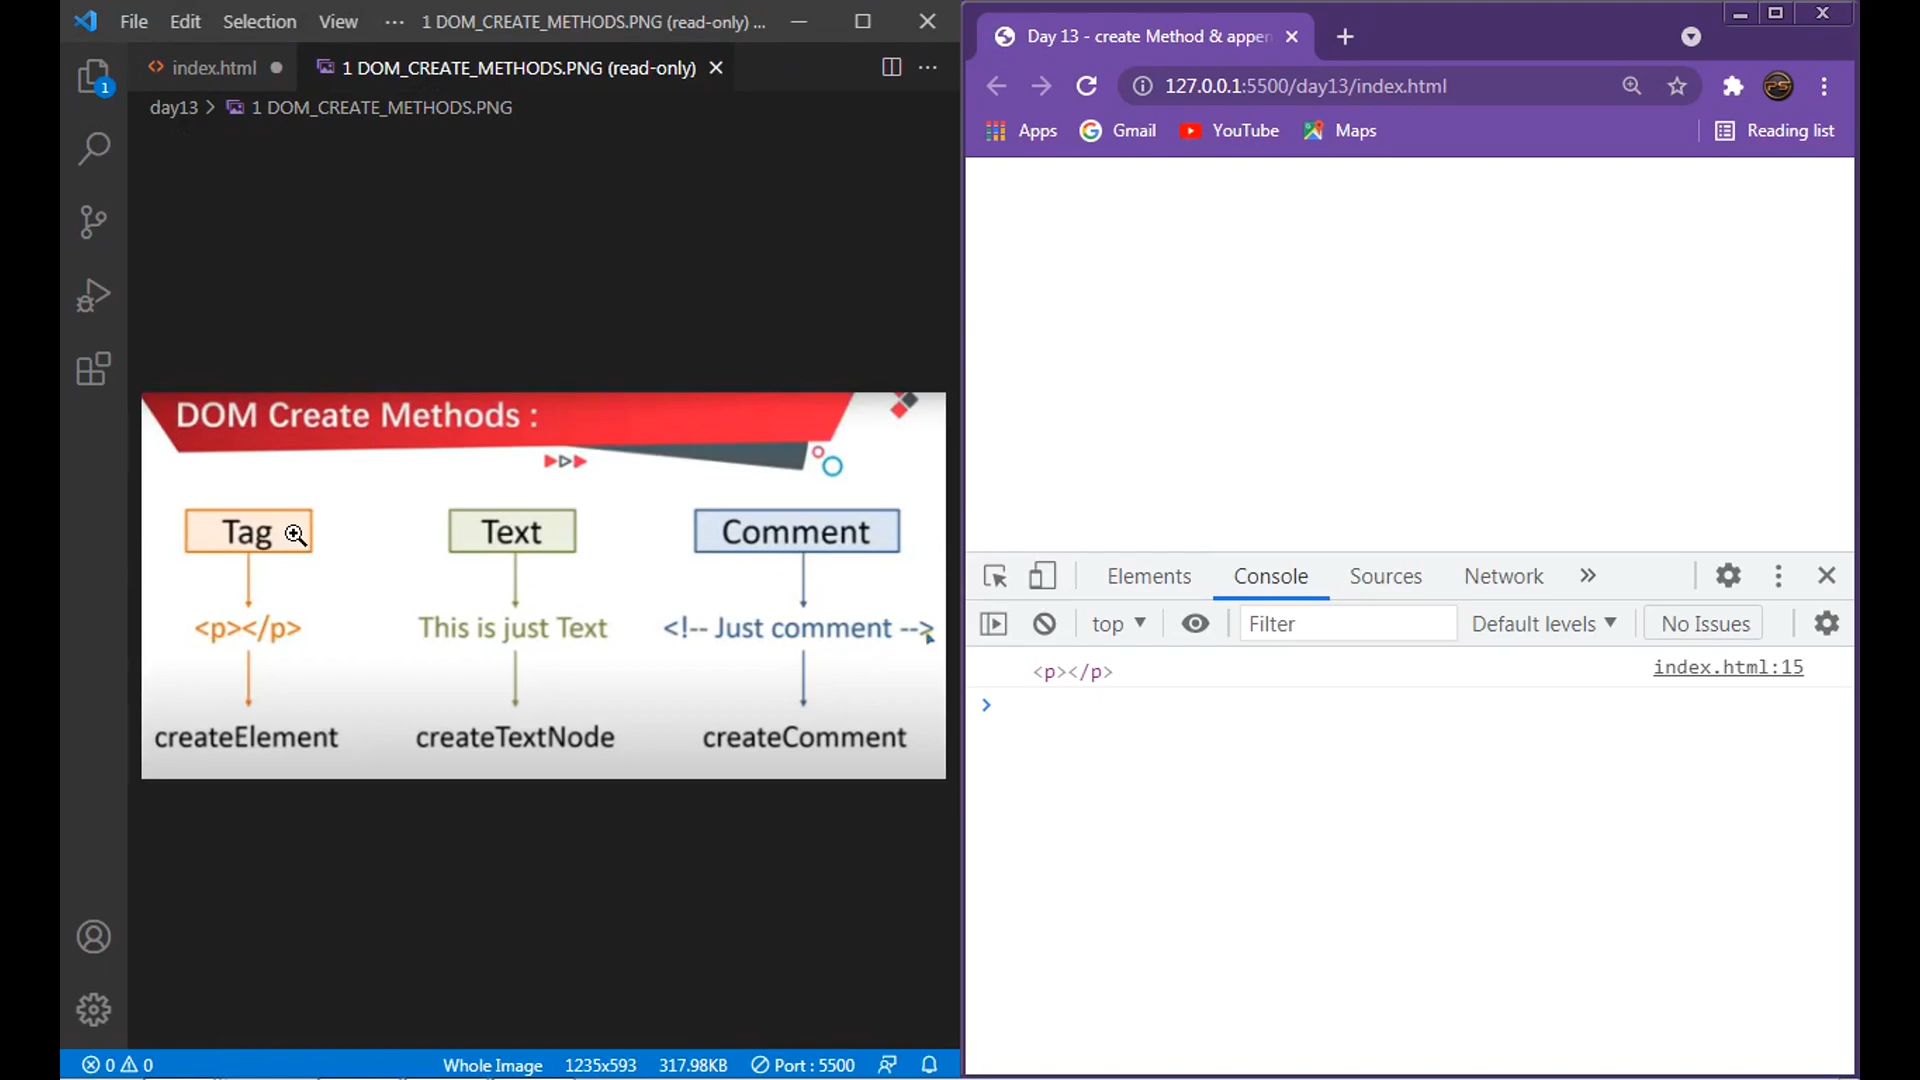 File Edit Selection View ··· 1 DOM_CREATE_METHODS.PNG (read-only) ...
index.html 1 DOM_CREATE_METHODS.PNG (read-only)
day13 > 1 DOM_CREATE_METHODS.PNG
1
DOM Create Methods :
Tag Text Comment
<p></p> This is just Text <!-- Just comment -->
createElement createTextNode createComment
0 0 Whole Image 1235x593 317.98KB Port : 5500
Day 13 - create Method & appen
127.0.0.1:5500/day13/index.html
Apps Gmail YouTube Maps Reading list
Elements Console Sources Network »
top Filter Default levels No Issues
<p></p> index.html:15